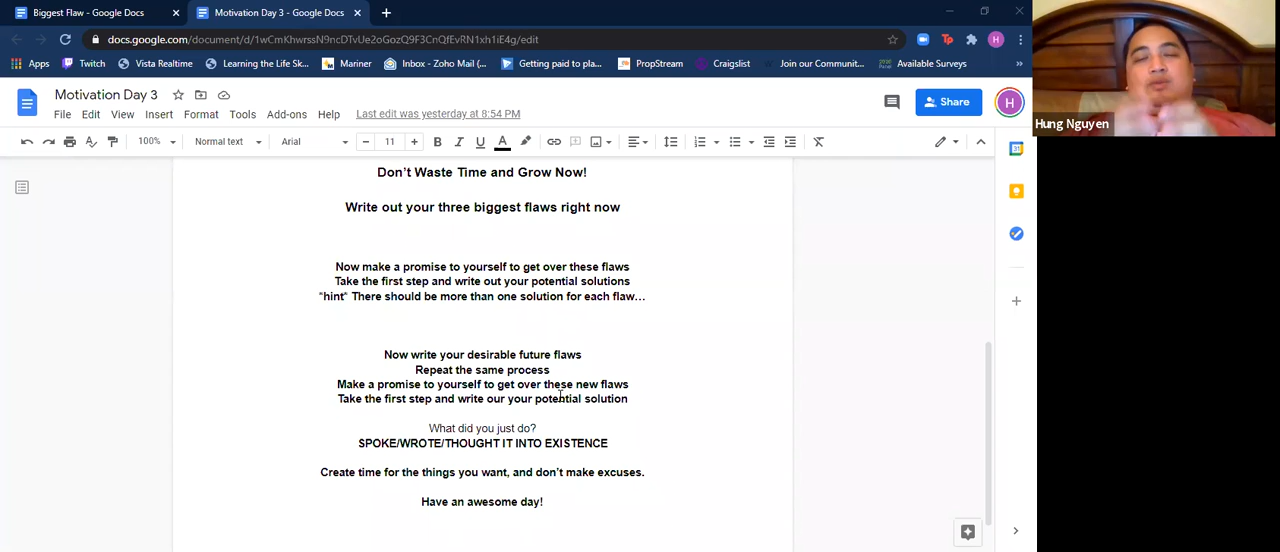 Biggest Flaw - Google Docs
Motivation Day 3 - Google Docs
docs.google.com/document/d/1wCmKhwrssN9ncDTvUe2oGozQ9F3CnQfEvRN1xh1iE4g/edit
Apps Twitch Vista Realtime Learning the Life Sk... Mariner Inbox - Zoho Mail (... Getting paid to pla... PropStream Craigslist Join our Communit... Available Surveys »
Motivation Day 3
File Edit View Insert Format Tools Add-ons Help Last edit was yesterday at 8:54 PM
Share
H
Hung Nguyen
100% Normal text Arial 11 B I U A
Don't Waste Time and Grow Now!
Write out your three biggest flaws right now
Now make a promise to yourself to get over these flaws
Take the first step and write out your potential solutions
*hint* There should be more than one solution for each flaw...
Now write your desirable future flaws
Repeat the same process
Make a promise to yourself to get over these new flaws
Take the first step and write our your potential solution
What did you just do?
SPOKE/WROTE/THOUGHT IT INTO EXISTENCE
Create time for the things you want, and don't make excuses.
Have an awesome day!